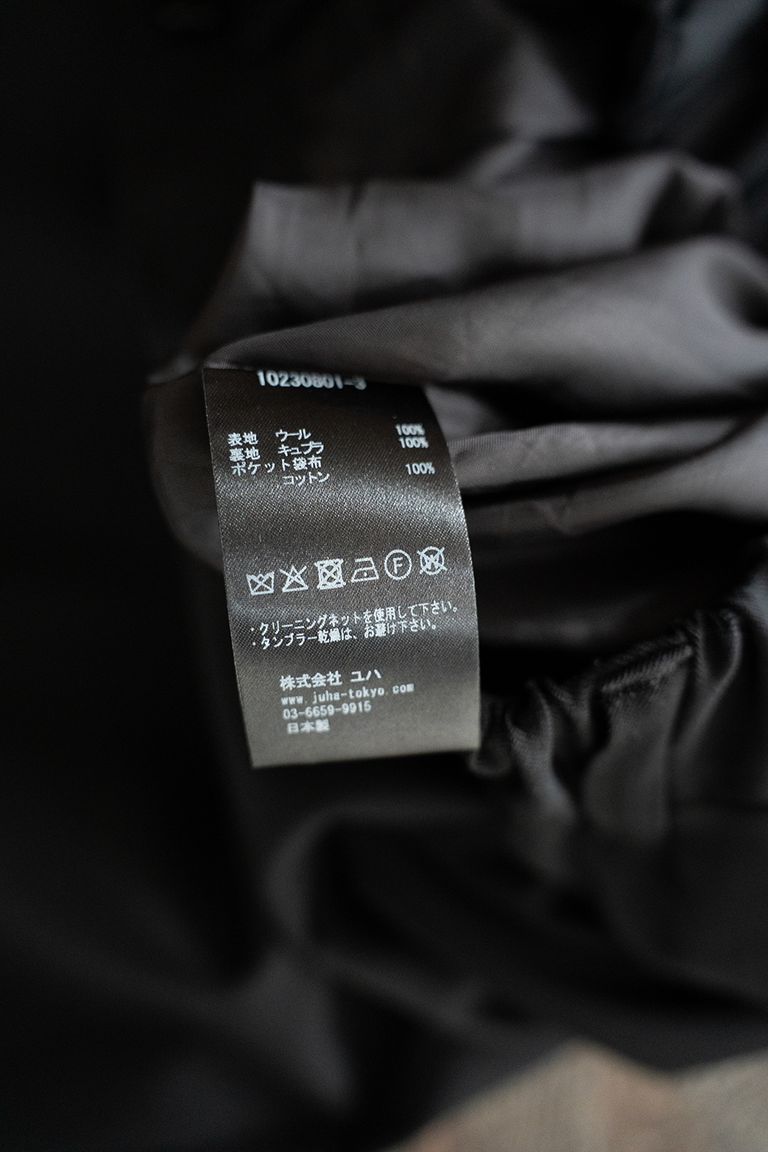 10230801-3
表地 ウール 100%
裏地 キュプラ 100%
ポケット袋布
コットン 100%
F W
・クリーニングネットを使用して下さい。
・タンブラー乾燥は、お避け下さい。
株式会社 ユハ
www.juha-tokyo.com
03-6659-9915
日本製